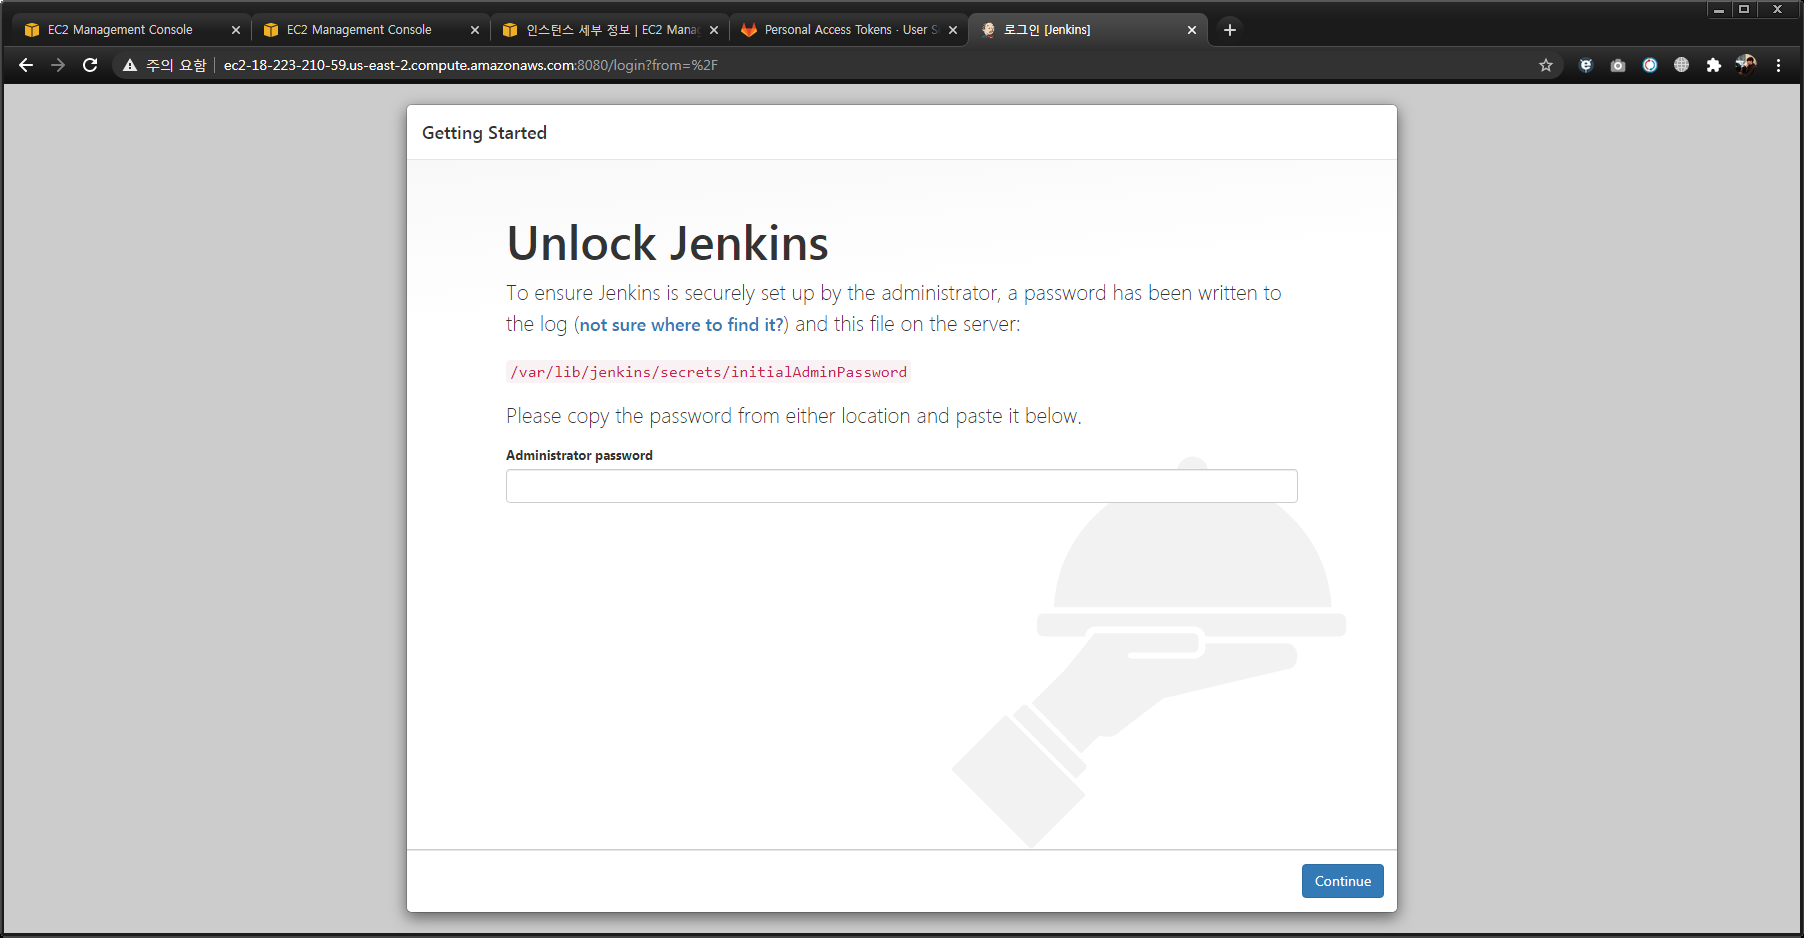 EC2 Management Console
EC2 Management Console
인스턴스 세부 정보 | EC2 Mana
Personal Access Tokens · User S
로그인 [Jenkins]
주의 요함
ec2-18-223-210-59.us-east-2.compute.amazonaws.com:8080/login?from=%2F
Getting Started
Unlock Jenkins
To ensure Jenkins is securely set up by the administrator, a password has been written to
the log (not sure where to find it?) and this file on the server:
/var/lib/jenkins/secrets/initialAdminPassword
Please copy the password from either location and paste it below.
Administrator password
Continue